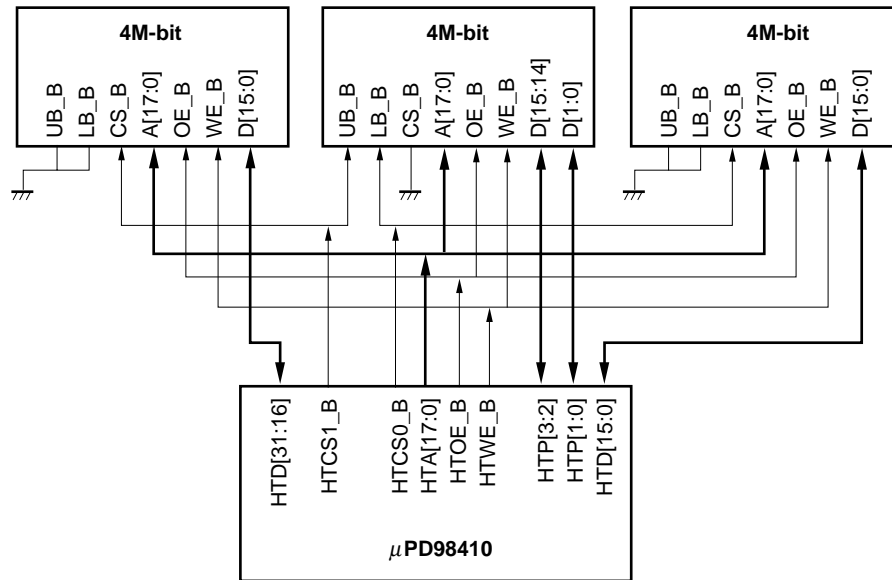 4M-bit
4M-bit
4M-bit
UB_B
LB_B
CS_B
A[17:0]
OE_B
WE_B
D[15:0]
UB_B
LB_B
CS_B
A[17:0]
OE_B
WE_B
D[15:14]
D[1:0]
UB_B
LB_B
CS_B
A[17:0]
OE_B
WE_B
D[15:0]
HTD[31:16]
HTCS1_B
HTCS0_B
HTA[17:0]
HTOE_B
HTWE_B
HTP[3:2]
HTP[1:0]
HTD[15:0]
μPD98410